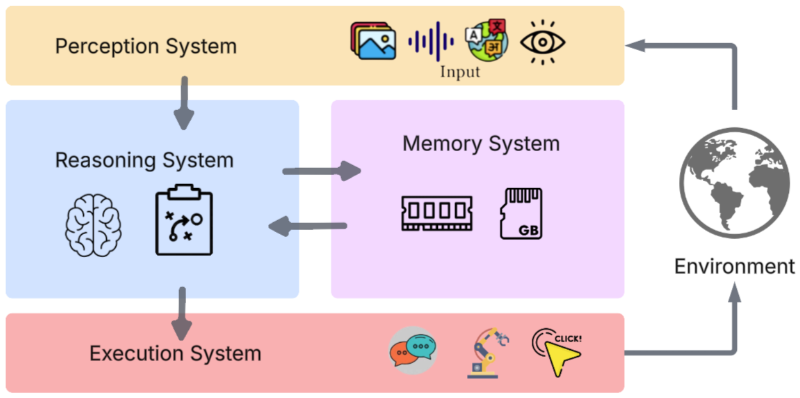 Perception System
Input
Reasoning System
Memory System
GB
Environment
Execution System
CLICK!